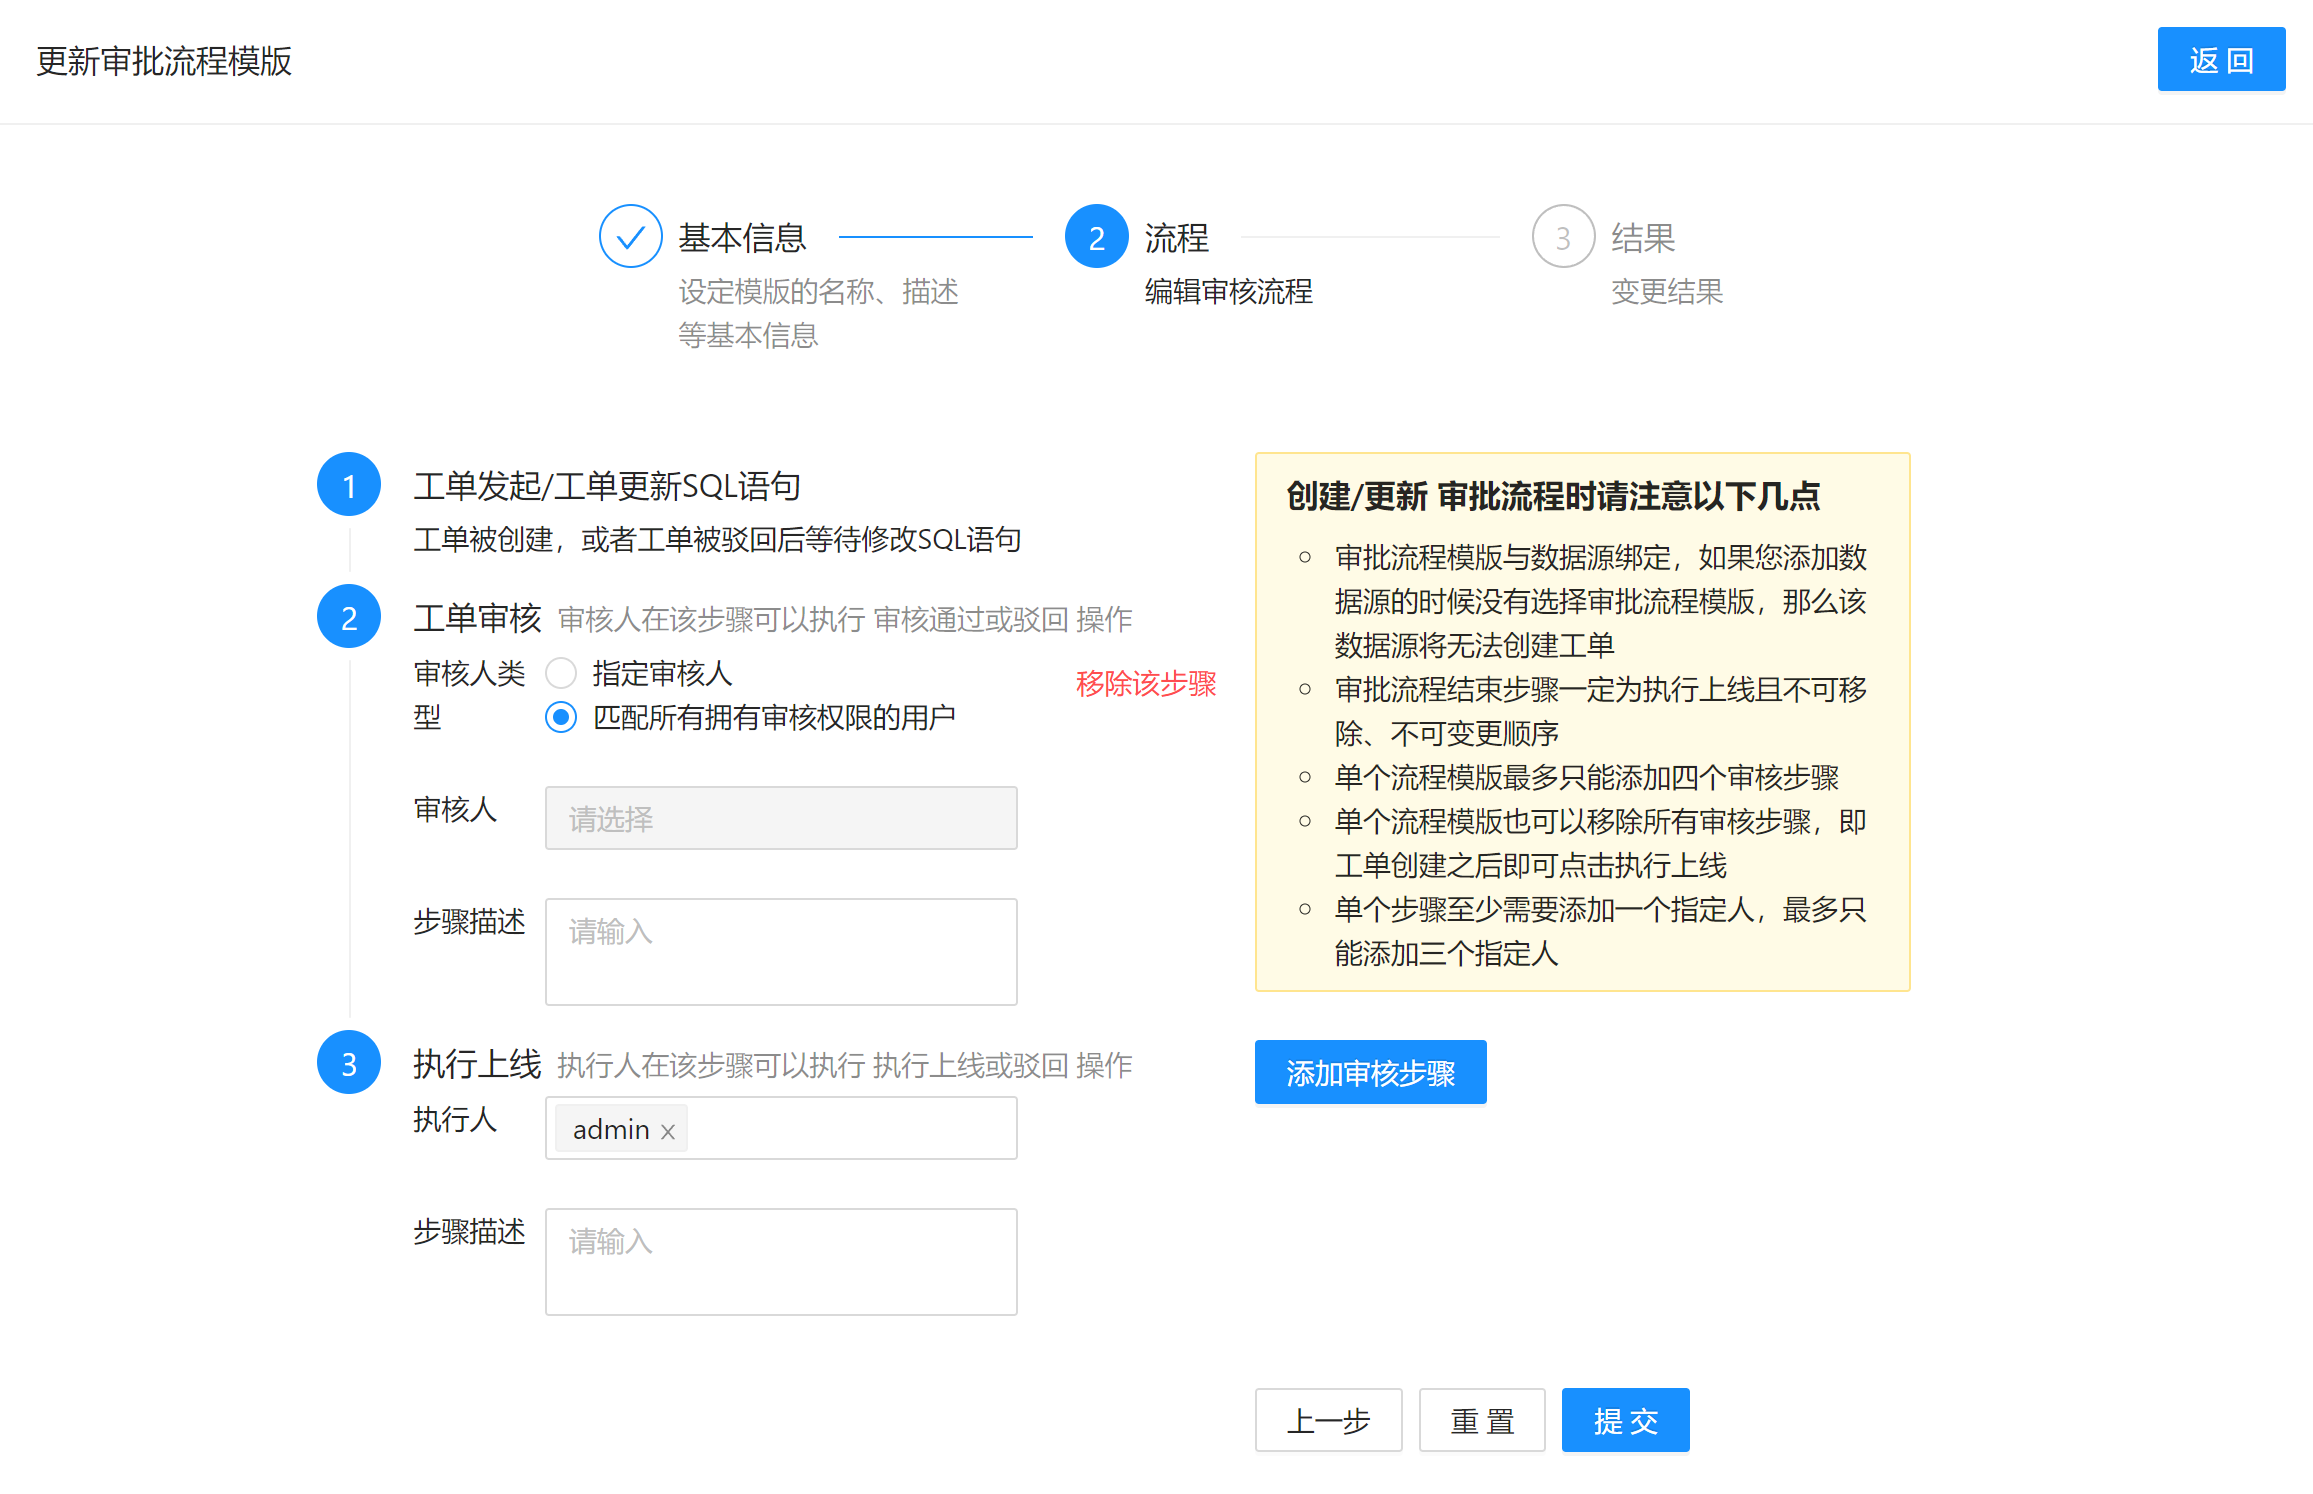 更新审批流程模版
返 回
基本信息
设定模版的名称、描述
等基本信息
2
流程
编辑审核流程
3
结果
变更结果
1
工单发起/工单更新SQL语句
工单被创建，或者工单被驳回后等待修改SQL语句
2
工单审核 审核人在该步骤可以执行 审核通过或驳回 操作
审核人类
型
指定审核人
匹配所有拥有审核权限的用户
移除该步骤
审核人
请选择
步骤描述
请输入
3
执行上线 执行人在该步骤可以执行 执行上线或驳回 操作
执行人
admin ×
步骤描述
请输入
创建/更新 审批流程时请注意以下几点
审批流程模版与数据源绑定，如果您添加数
据源的时候没有选择审批流程模版，那么该
数据源将无法创建工单
审批流程结束步骤一定为执行上线且不可移
除、不可变更顺序
单个流程模版最多只能添加四个审核步骤
单个流程模版也可以移除所有审核步骤，即
工单创建之后即可点击执行上线
单个步骤至少需要添加一个指定人，最多只
能添加三个指定人
添加审核步骤
上一步
重 置
提 交